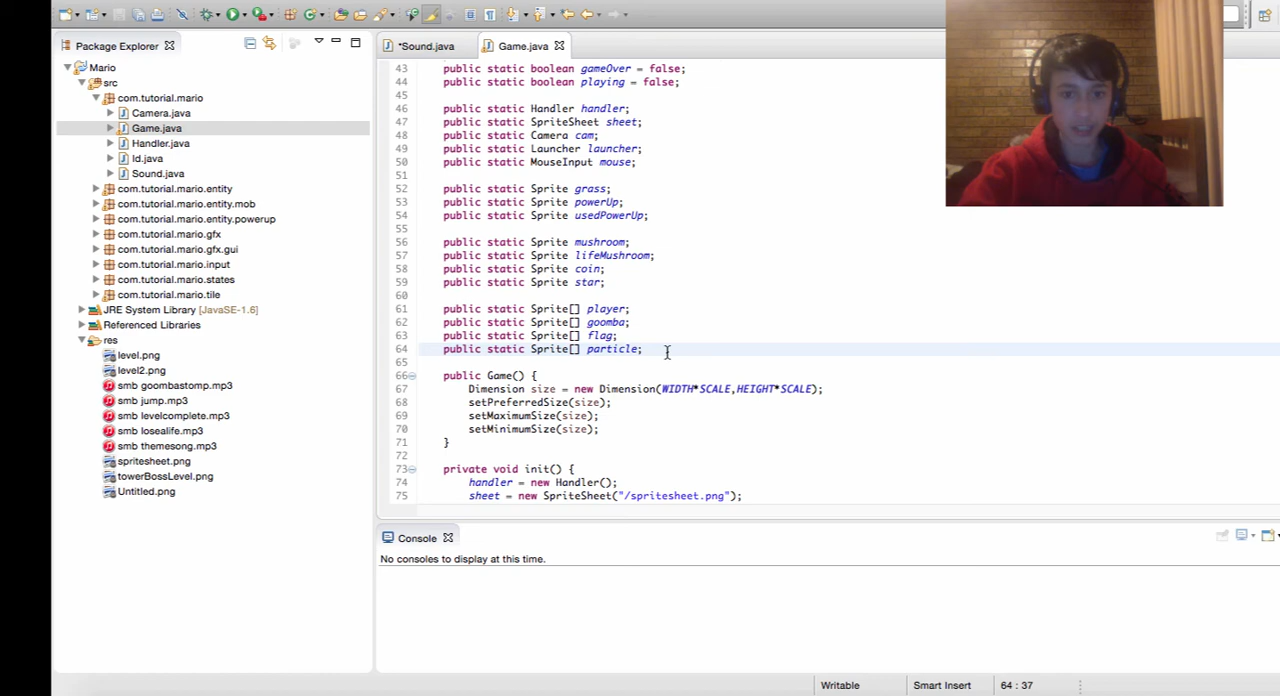 Package Explorer
Mario
src
com.tutorial.mario
Camera.java
Game.java
Handler.java
Id.java
Sound.java
com.tutorial.mario.entity
com.tutorial.mario.entity.mob
com.tutorial.mario.entity.powerup
com.tutorial.mario.gfx
com.tutorial.mario.gfx.gui
com.tutorial.mario.input
com.tutorial.mario.states
com.tutorial.mario.tile
JRE System Library [JavaSE-1.6]
Referenced Libraries
res
level.png
level2.png
smb goombastomp.mp3
smb jump.mp3
smb levelcomplete.mp3
smb losealife.mp3
smb themesong.mp3
spritesheet.png
towerBossLevel.png
Untitled.png
*Sound.java Game.java
43 public static boolean gameOver = false;
44 public static boolean playing = false;
45
46 public static Handler handler;
47 public static SpriteSheet sheet;
48 public static Camera cam;
49 public static Launcher launcher;
50 public static MouseInput mouse;
51
52 public static Sprite grass;
53 public static Sprite powerUp;
54 public static Sprite usedPowerUp;
55
56 public static Sprite mushroom;
57 public static Sprite lifeMushroom;
58 public static Sprite coin;
59 public static Sprite star;
60
61 public static Sprite[] player;
62 public static Sprite[] goomba;
63 public static Sprite[] flag;
64 public static Sprite[] particle;
65
66 public Game() {
67 Dimension size = new Dimension(WIDTH*SCALE,HEIGHT*SCALE);
68 setPreferredSize(size);
69 setMaximumSize(size);
70 setMinimumSize(size);
71 }
72
73 private void init() {
74 handler = new Handler();
75 sheet = new SpriteSheet("/spritesheet.png");
Console
No consoles to display at this time.
Writable Smart Insert 64 : 37